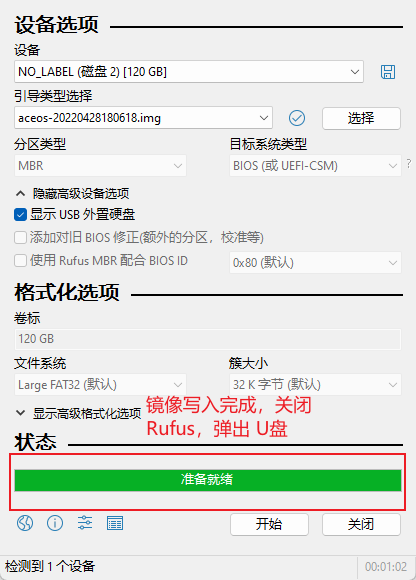 设备选项
设备
NO_LABEL (磁盘 2) [120 GB]
引导类型选择
aceos-20220428180618.img
选择
分区类型
目标系统类型
MBR
BIOS (或 UEFI-CSM)
?
隐藏高级设备选项
显示 USB 外置硬盘
添加对旧 BIOS 修正(额外的分区，校准等)
使用 Rufus MBR 配合 BIOS ID
0x80 (默认)
格式化选项
卷标
120 GB
文件系统
簇大小
Large FAT32 (默认)
32 K 字节 (默认)
显示高级格式化选项
镜像写入完成，关闭
Rufus，弹出 U盘
状态
准备就绪
开始
关闭
检测到 1 个设备
00:01:02